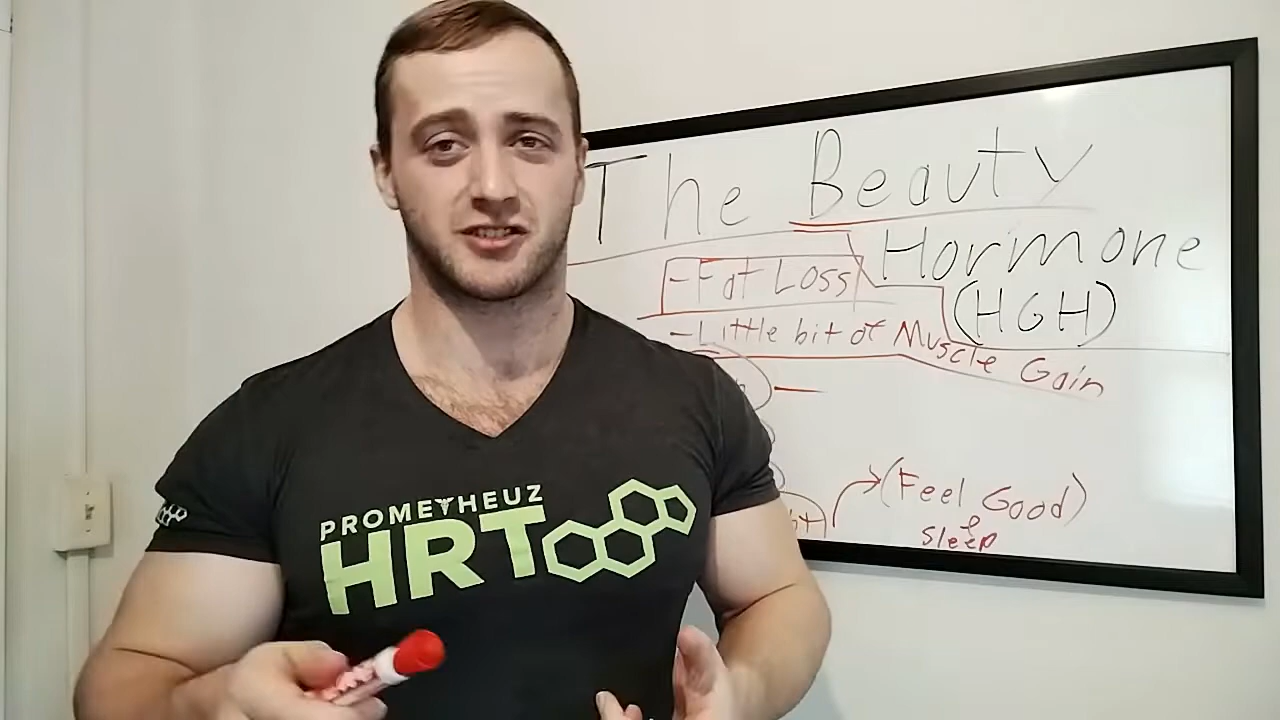 The Beauty
Hormone
(HGH)
-Fat Loss
-Little bit of Muscle Gain
(Feel Good)
&
Sleep
PROMETHEUZ
HRT